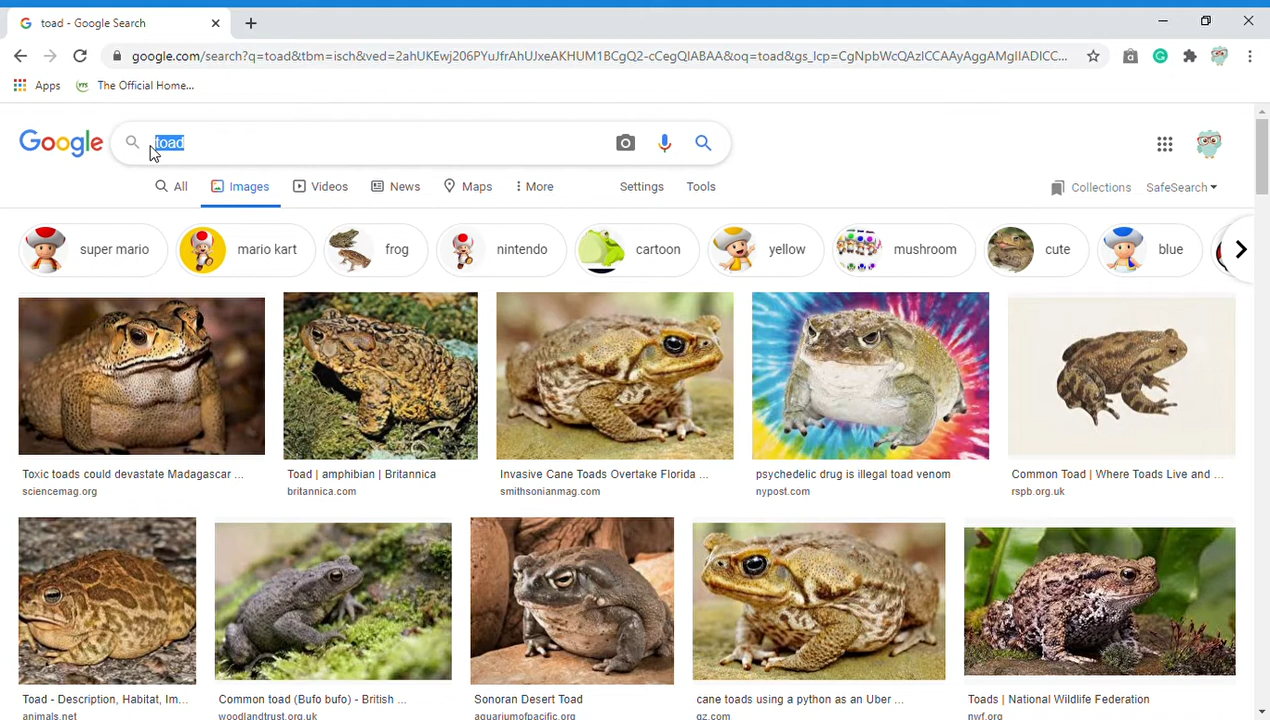 toad - Google Search
google.com/search?q=toad&tbm=isch&ved=2ahUKEwj206PYuJfrAhUJxeAKHUM1BCgQ2-cCegQIABAA&oq=toad&gs_lcp=CgNpbWcQAzICCAAyAggAMgIIADICC...
Apps
The Official Home...
Google
toad
All
Images
Videos
News
Maps
More
Settings
Tools
Collections
SafeSearch
super mario
mario kart
frog
nintendo
cartoon
yellow
mushroom
cute
blue
Toxic toads could devastate Madagascar ...
sciencemag.org
Toad | amphibian | Britannica
britannica.com
Invasive Cane Toads Overtake Florida ...
smithsonianmag.com
psychedelic drug is illegal toad venom
nypost.com
Common Toad | Where Toads Live and ...
rspb.org.uk
Toad - Description, Habitat, Im...
animals.net
Common toad (Bufo bufo) - British ...
woodlandtrust.org.uk
Sonoran Desert Toad
aquariumofpacific.org
cane toads using a python as an Uber ...
qz.com
Toads | National Wildlife Federation
nwf.org